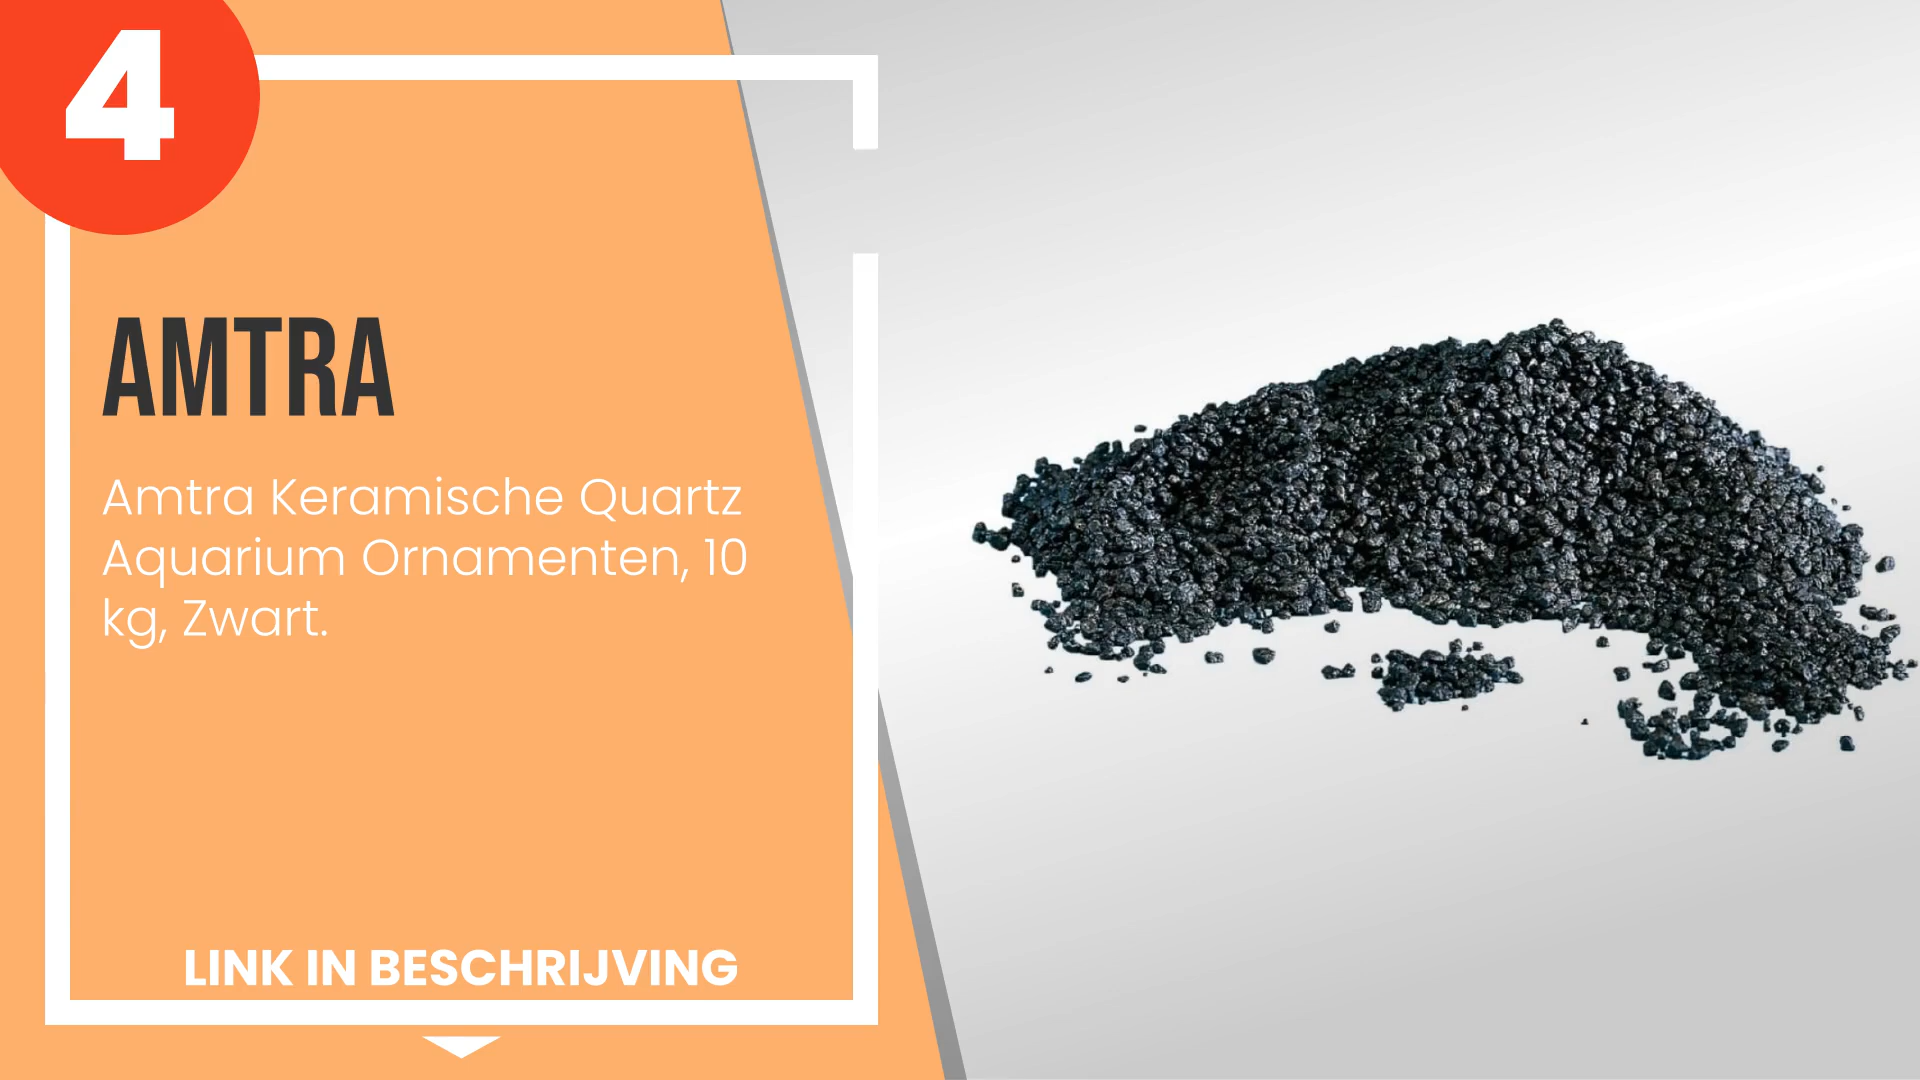 4
AMTRA
Amtra Keramische Quartz
Aquarium Ornamenten, 10
kg, Zwart.
LINK IN BESCHRIJVING